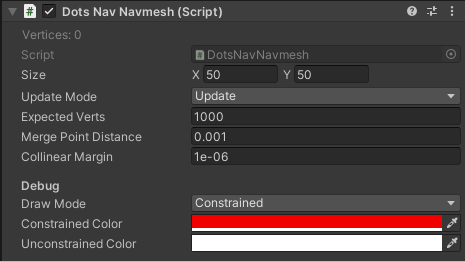 Dots Nav Navmesh (Script)
Vertices: 0
Script DotsNavNavmesh
Size X 50 Y 50
Update Mode Update
Expected Verts 1000
Merge Point Distance 0.001
Collinear Margin 1e-06
Debug
Draw Mode Constrained
Constrained Color
Unconstrained Color